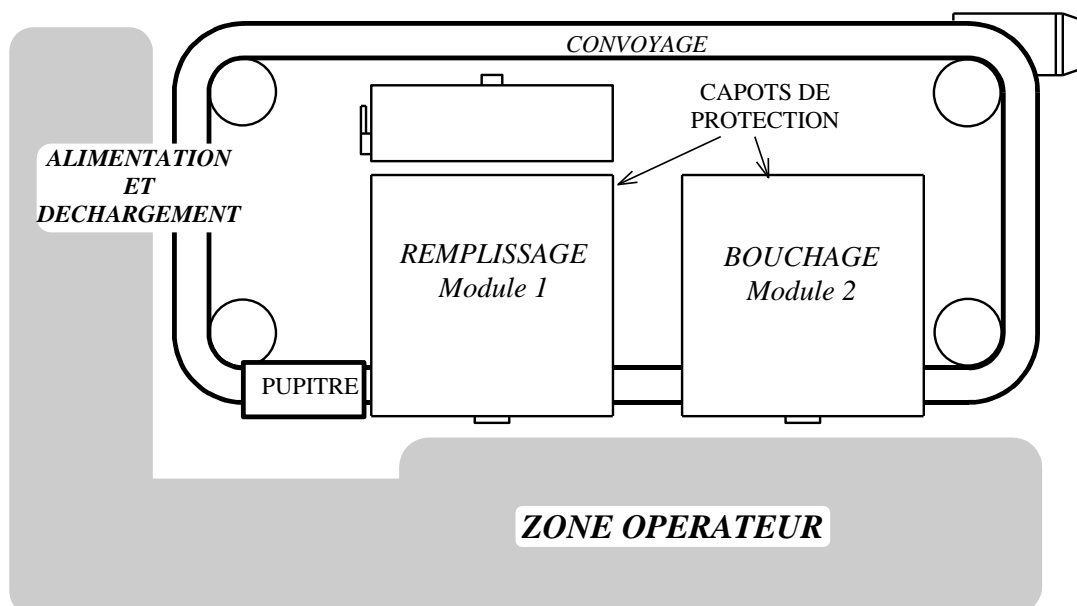 CONVOYAGE
CAPOTS DE
PROTECTION
ALIMENTATION
ET
DECHARGEMENT
REMPLISSAGE
Module 1
BOUCHAGE
Module 2
PUPITRE
ZONE OPERATEUR